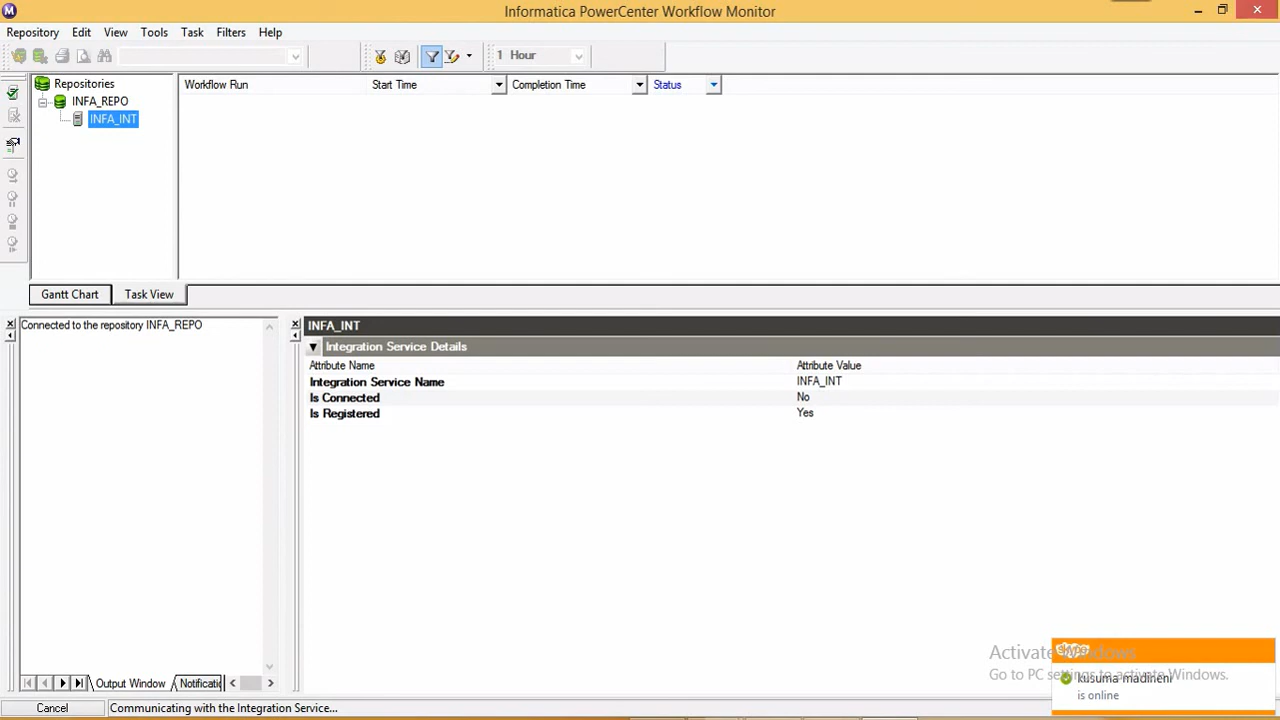 Informatica PowerCenter Workflow Monitor
Repository Edit View Tools Task Filters Help
1 Hour
Repositories
INFA_REPO
INFA_INT
Workflow Run Start Time Completion Time Status
Gantt Chart Task View
Connected to the repository INFA_REPO
Output Window Notificati
INFA_INT
Integration Service Details
Attribute Name Attribute Value
Integration Service Name INFA_INT
Is Connected No
Is Registered Yes
Activate Windows
Go to PC settings to activate Windows.
skype
kusuma madineni
is online
Cancel Communicating with the Integration Service...